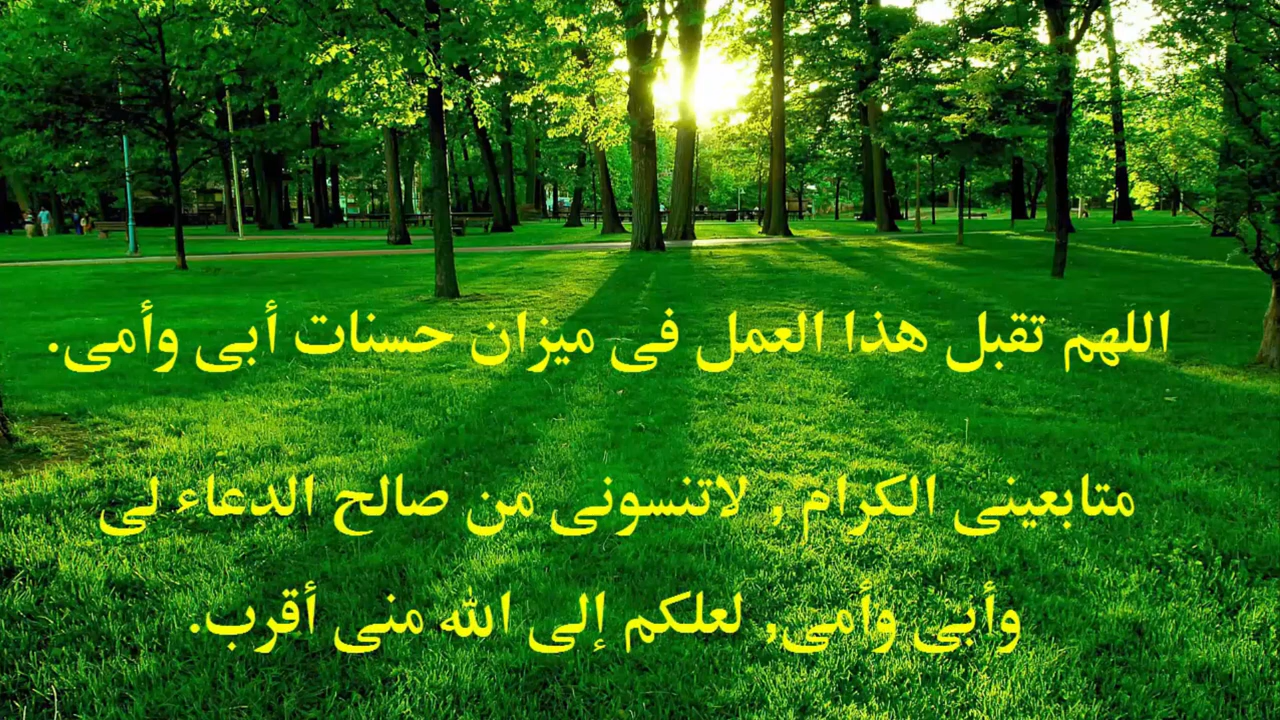 اللهم تقبل هذا العمل فى ميزان حسنات أبى وأمى.
متابعينى الكرام , لاتنسونى من صالح الدعاء لى
وأبى وأمى, لعلكم إلى الله منى أقرب.